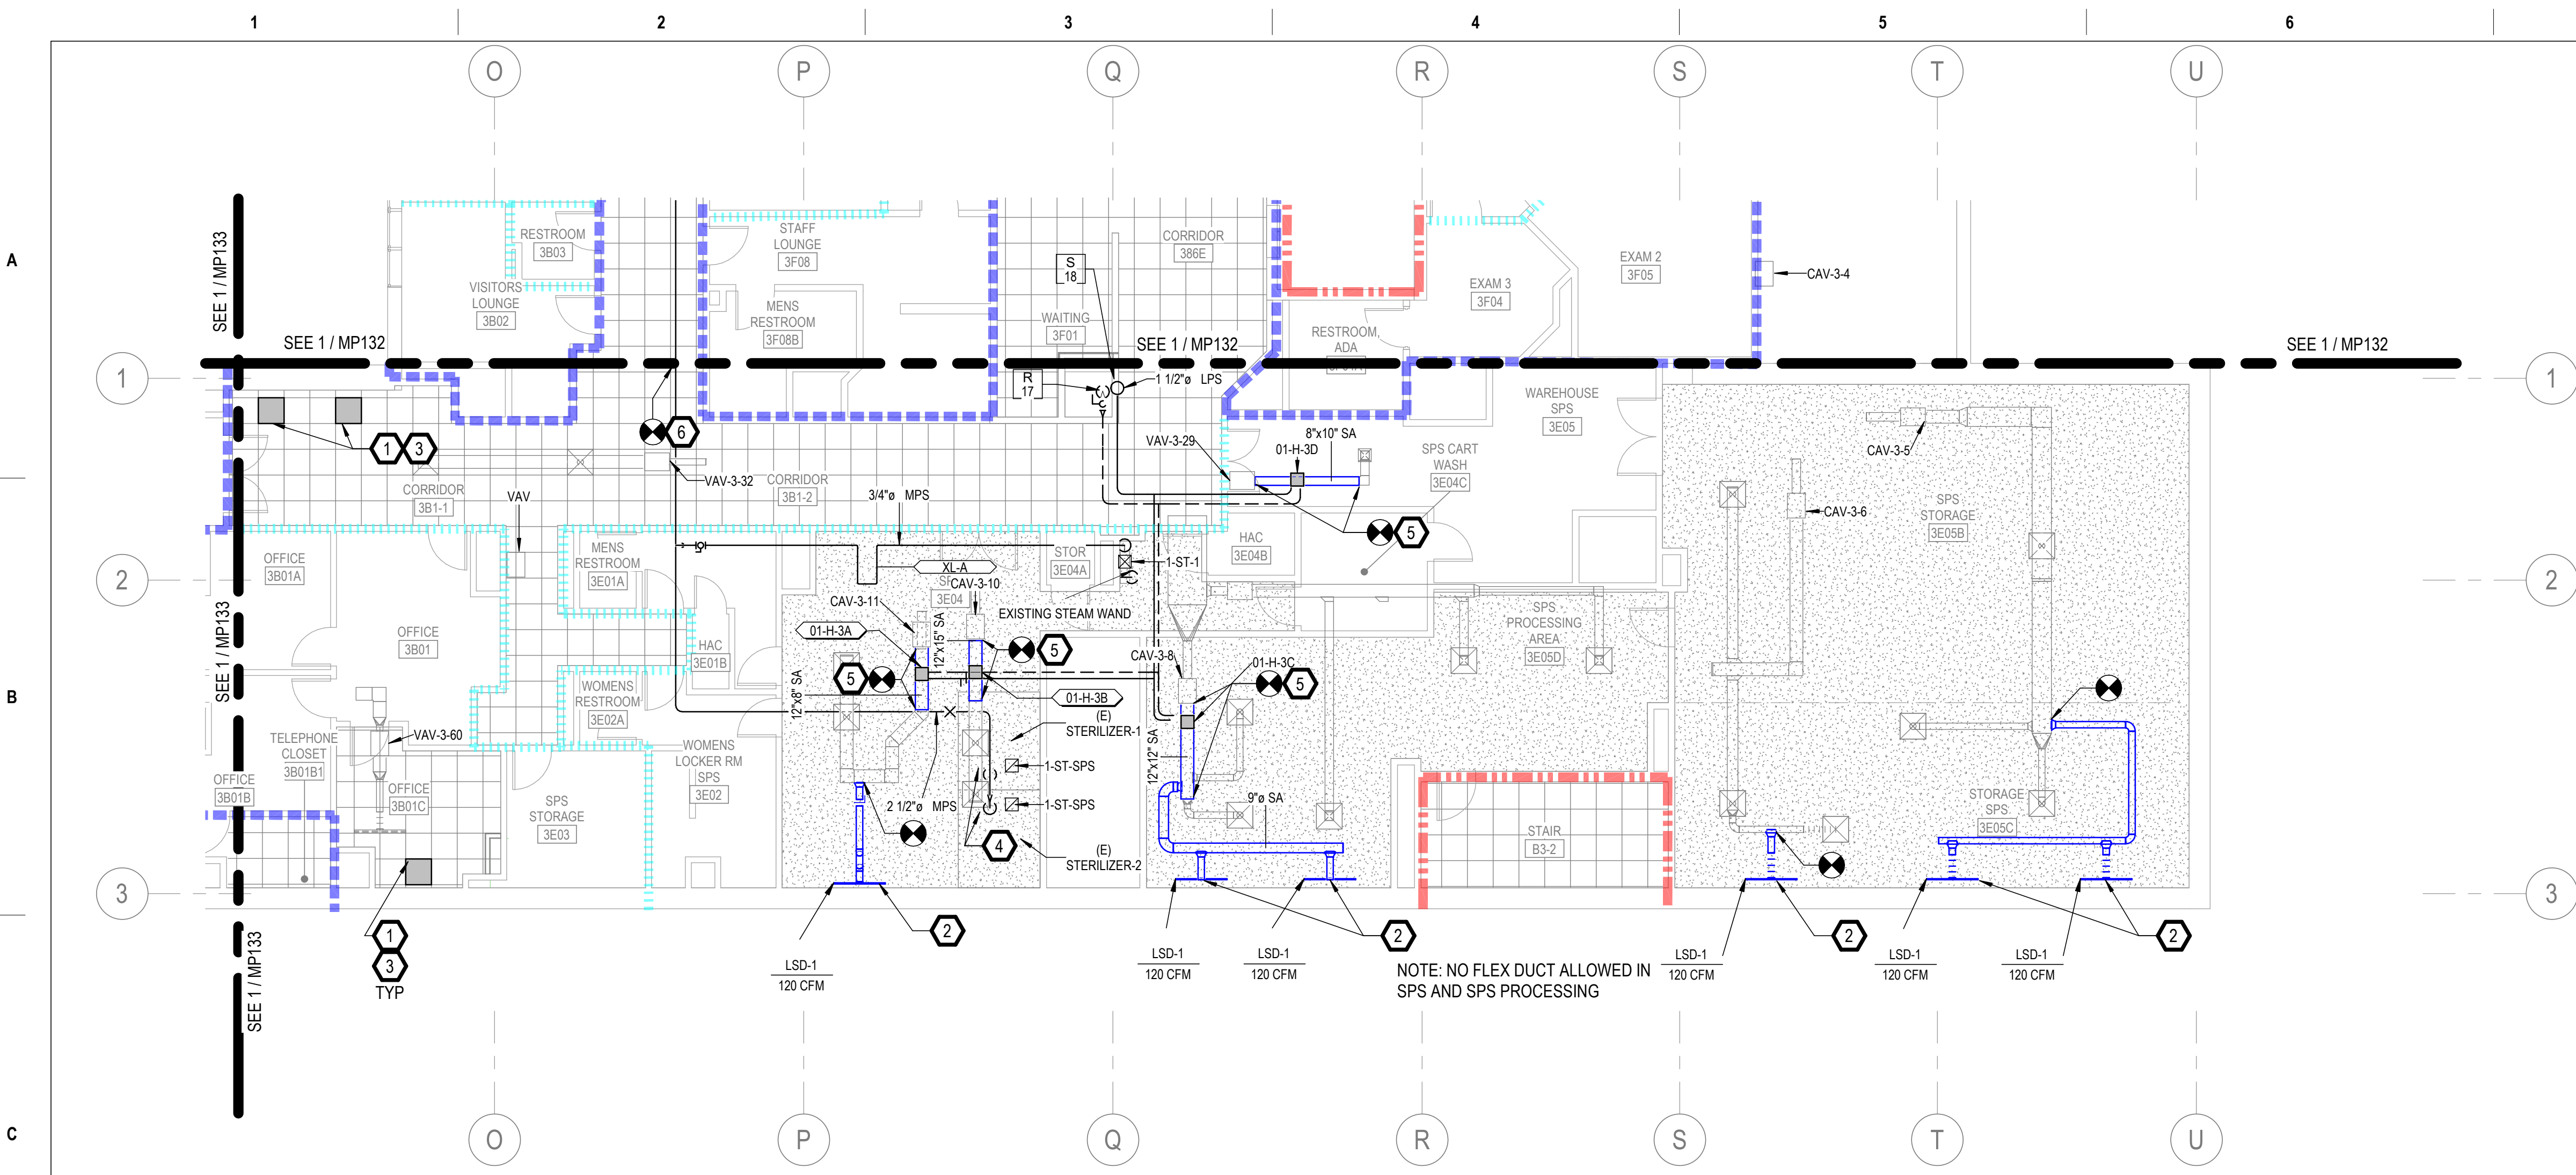 1
2
3
4
5
6
O
P
Q
R
S
T
U
A
SEE 1 / MP133
RESTROOM
3B03
VISITORS
LOUNGE
3B02
STAFF
LOUNGE
3F08
MENS
RESTROOM
3F08B
CORRIDOR
386E
S
18
WAITING
3F01
RESTROOM,
ADA
EXAM 3
3F04
EXAM 2
3F05
CAV-3-4
SEE 1 / MP132
SEE 1 / MP132
SEE 1 / MP132
1
1
R
17
1 1/2"ø LPS
WAREHOUSE
SPS
3E05
1
3
6
VAV-3-29
8"x10" SA
01-H-3D
SPS CART
WASH
3E04C
CAV-3-5
CORRIDOR
3B1-1
VAV
VAV-3-32
CORRIDOR
3B1-2
3/4"ø MPS
5
CAV-3-6
SPS
STORAGE
3E05B
OFFICE
3B01A
MENS
RESTROOM
3E01A
STOR
3E04A
HAC
3E04B
1-ST-1
2
2
XL-A
CAV-3-10
3E04
CAV-3-11
EXISTING STEAM WAND
SEE 1 / MP133
OFFICE
3B01
HAC
3E01B
01-H-3A
12"x15" SA
SPS
PROCESSING
AREA
3E05D
5
5
CAV-3-8
01-H-3C
5
01-H-3B
B
WOMENS
RESTROOM
3E02A
12"x8" SA
(E)
STERILIZER-1
TELEPHONE
CLOSET
3B01B1
VAV-3-60
WOMENS
LOCKER RM
SPS
3E02
1-ST-SPS
12"x12" SA
OFFICE
3B01B
OFFICE
3B01C
SPS
STORAGE
3E03
2 1/2"ø MPS
1-ST-SPS
9"ø SA
STORAGE
SPS
3E05C
STAIR
B3-2
4
(E)
STERILIZER-2
3
3
1
3
TYP
SEE 1 / MP133
2
2
2
2
LSD-1
120 CFM
LSD-1
120 CFM
LSD-1
120 CFM
NOTE: NO FLEX DUCT ALLOWED IN
SPS AND SPS PROCESSING
LSD-1
120 CFM
LSD-1
120 CFM
LSD-1
120 CFM
C
O
P
Q
R
S
T
U